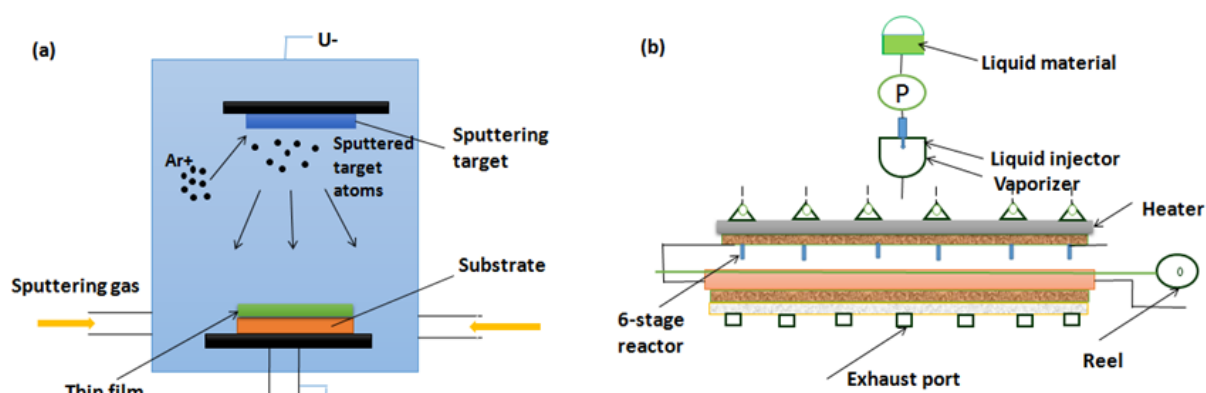 (a)
U-
Ar+
Sputtered
target
atoms
Sputtering
target
Substrate
Sputtering gas
Thin film
(b)
Liquid material
P
Liquid injector
Vaporizer
Heater
6-stage
reactor
Exhaust port
0
Reel